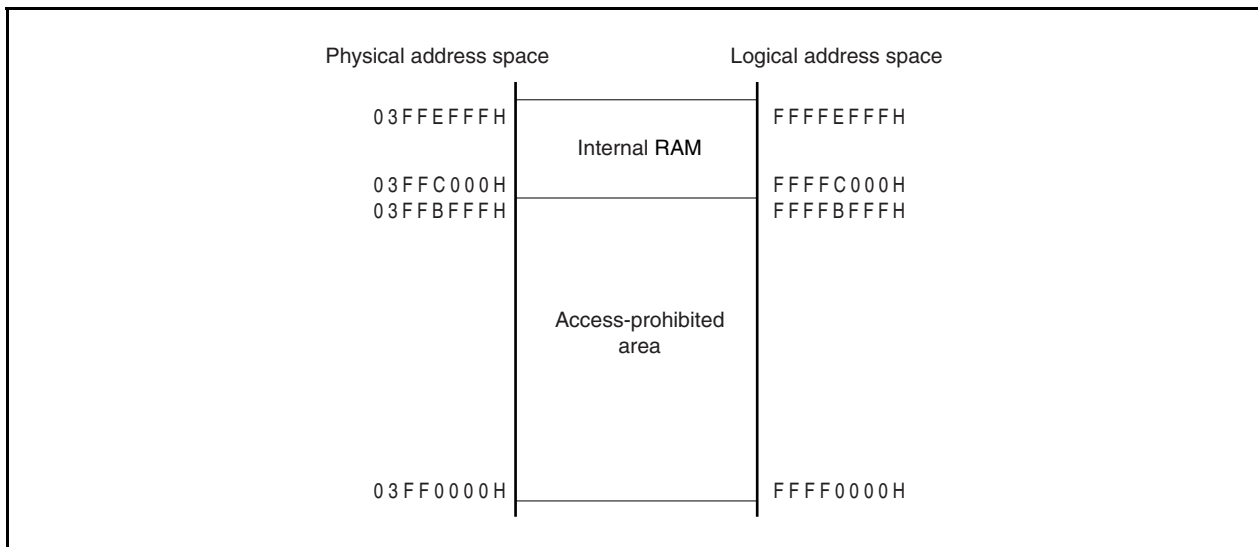 Physical address space Logical address space
03FFEFFFH FFFFEFFFH
Internal RAM
03FFC000H FFFFC000H
03FFBFFFH FFFFBFFFH
Access-prohibited
area
03FF0000H FFFF0000H